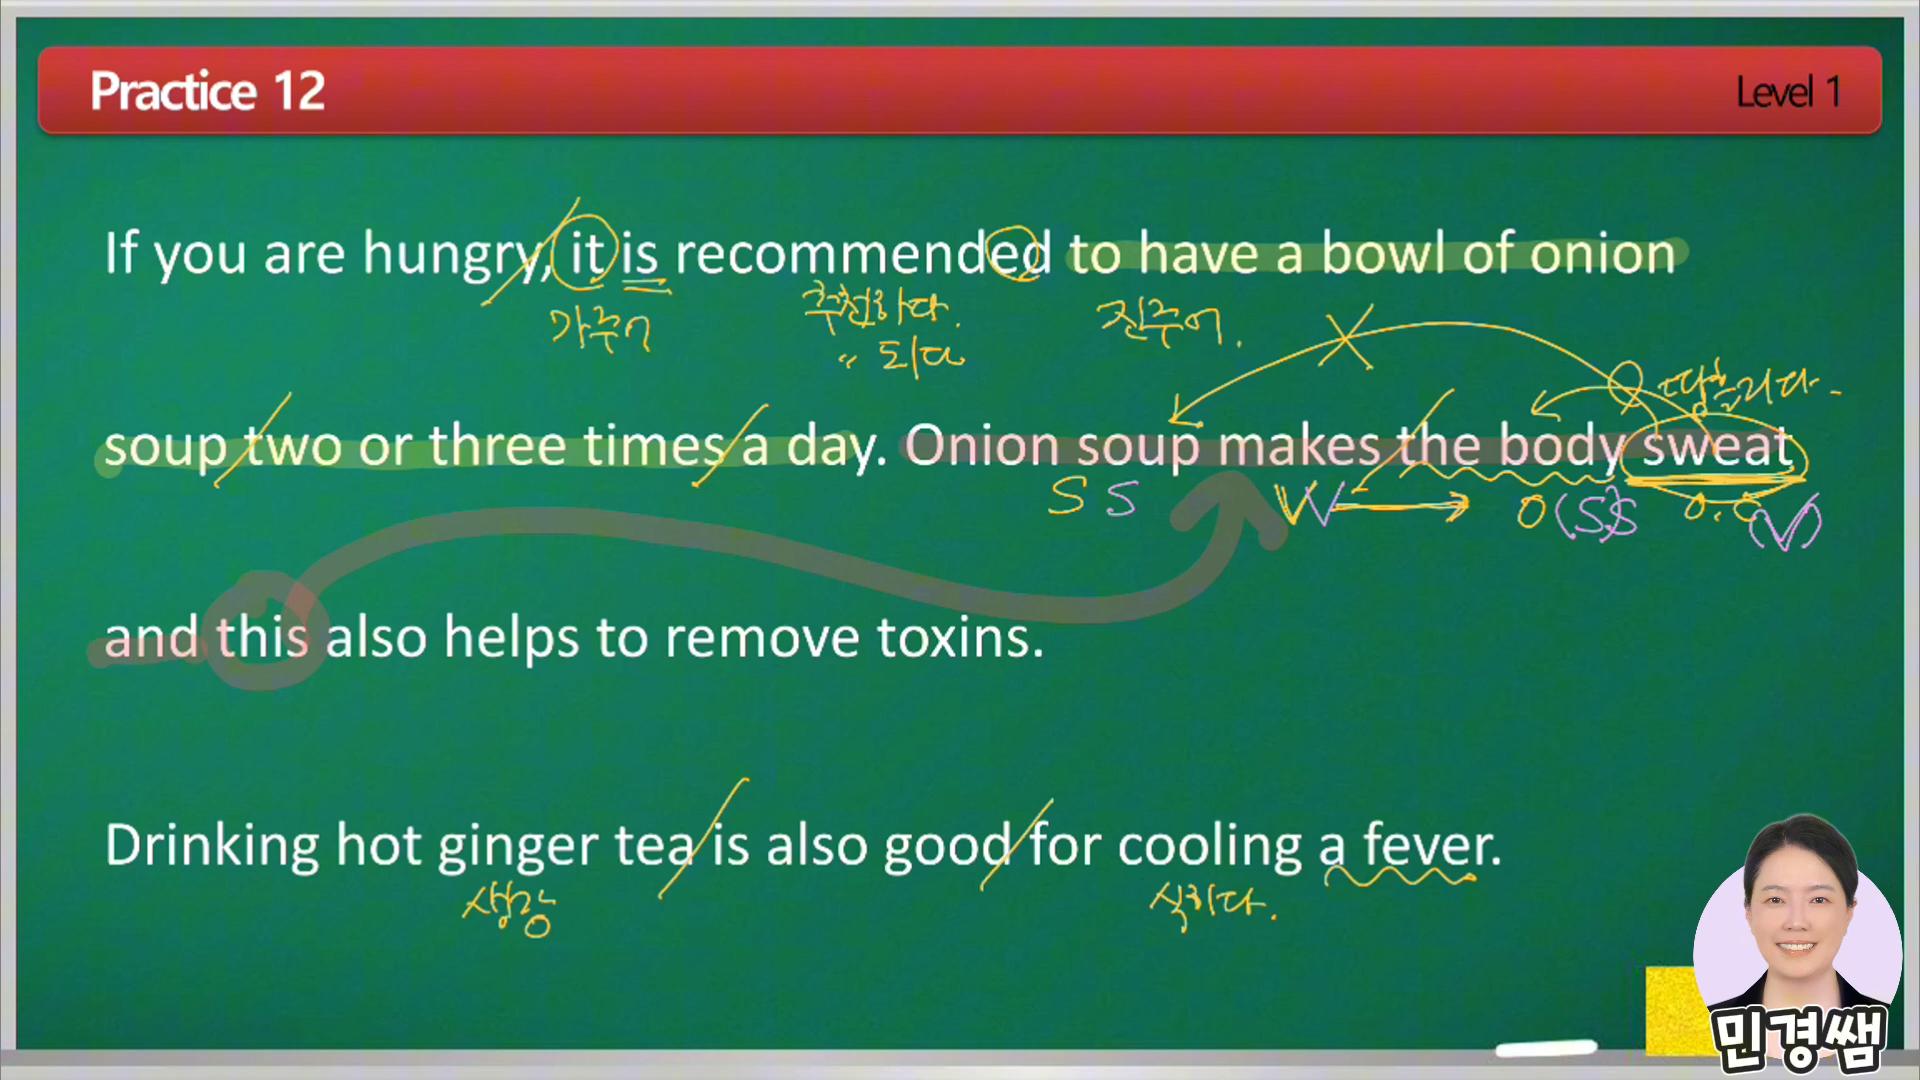 Practice 12
Level 1
If you are hungry, it is recommended to have a bowl of onion
가주어
추천하다.
〃 되다
진주어.
땀흘리다.
soup two or three times a day. Onion soup makes the body sweat
S S V V O (S) S O.C (V)
and this also helps to remove toxins.
Drinking hot ginger tea is also good for cooling a fever.
생강
식히다.
민경쌤